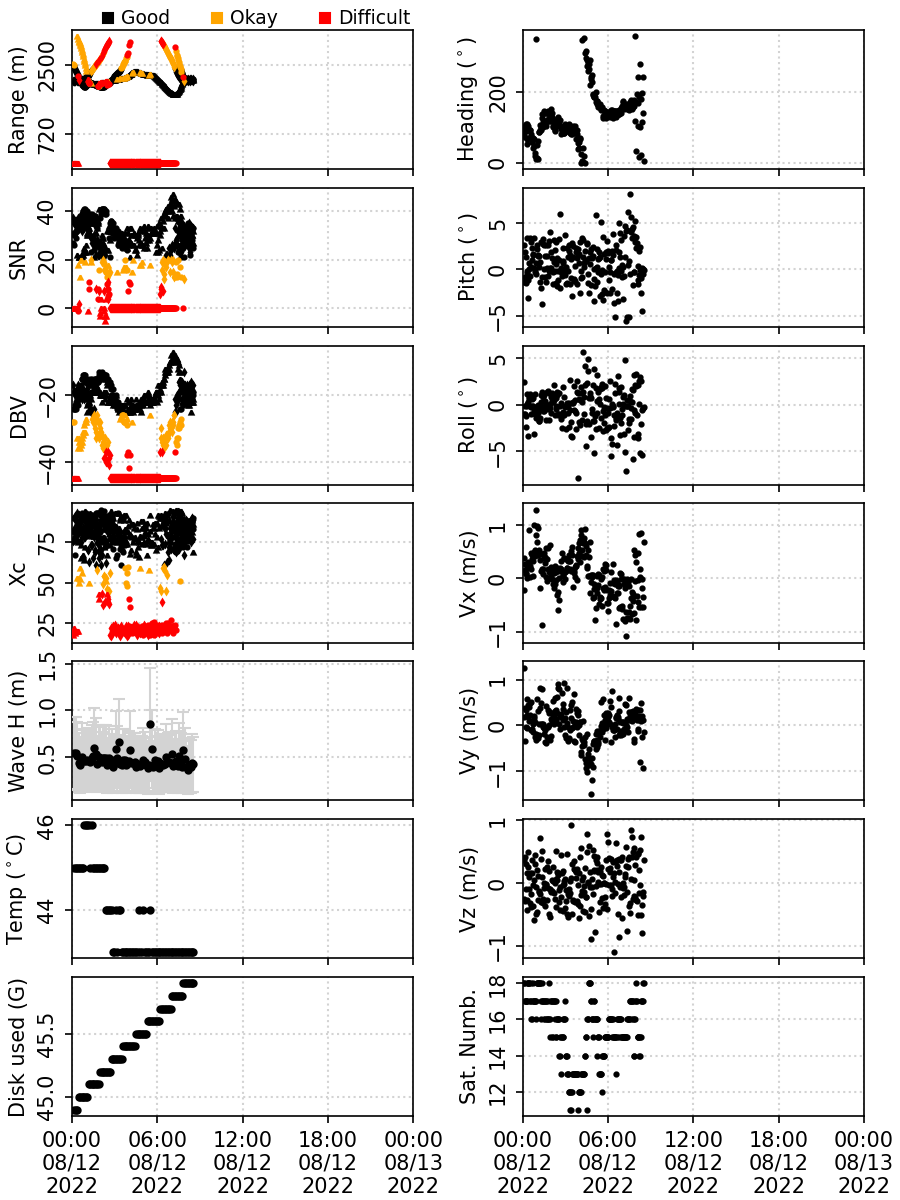 Good Okay Difficult
Range (m)
2500
720
Heading (°)
200
0
SNR
40
20
0
Pitch (°)
5
0
−5
DBV
−20
−40
Roll (°)
5
0
−5
Xc
75
50
25
Vx (m/s)
1
0
−1
Wave H (m)
1.5
1.0
0.5
Vy (m/s)
1
0
−1
Temp (°C)
46
44
Vz (m/s)
1
0
−1
Disk used (G)
45.5
45.0
Sat. Numb.
18
16
14
12
00:00 06:00 12:00 18:00 00:00
08/12 08/12 08/12 08/12 08/13
2022 2022 2022 2022 2022
00:00 06:00 12:00 18:00 00:00
08/12 08/12 08/12 08/12 08/13
2022 2022 2022 2022 2022